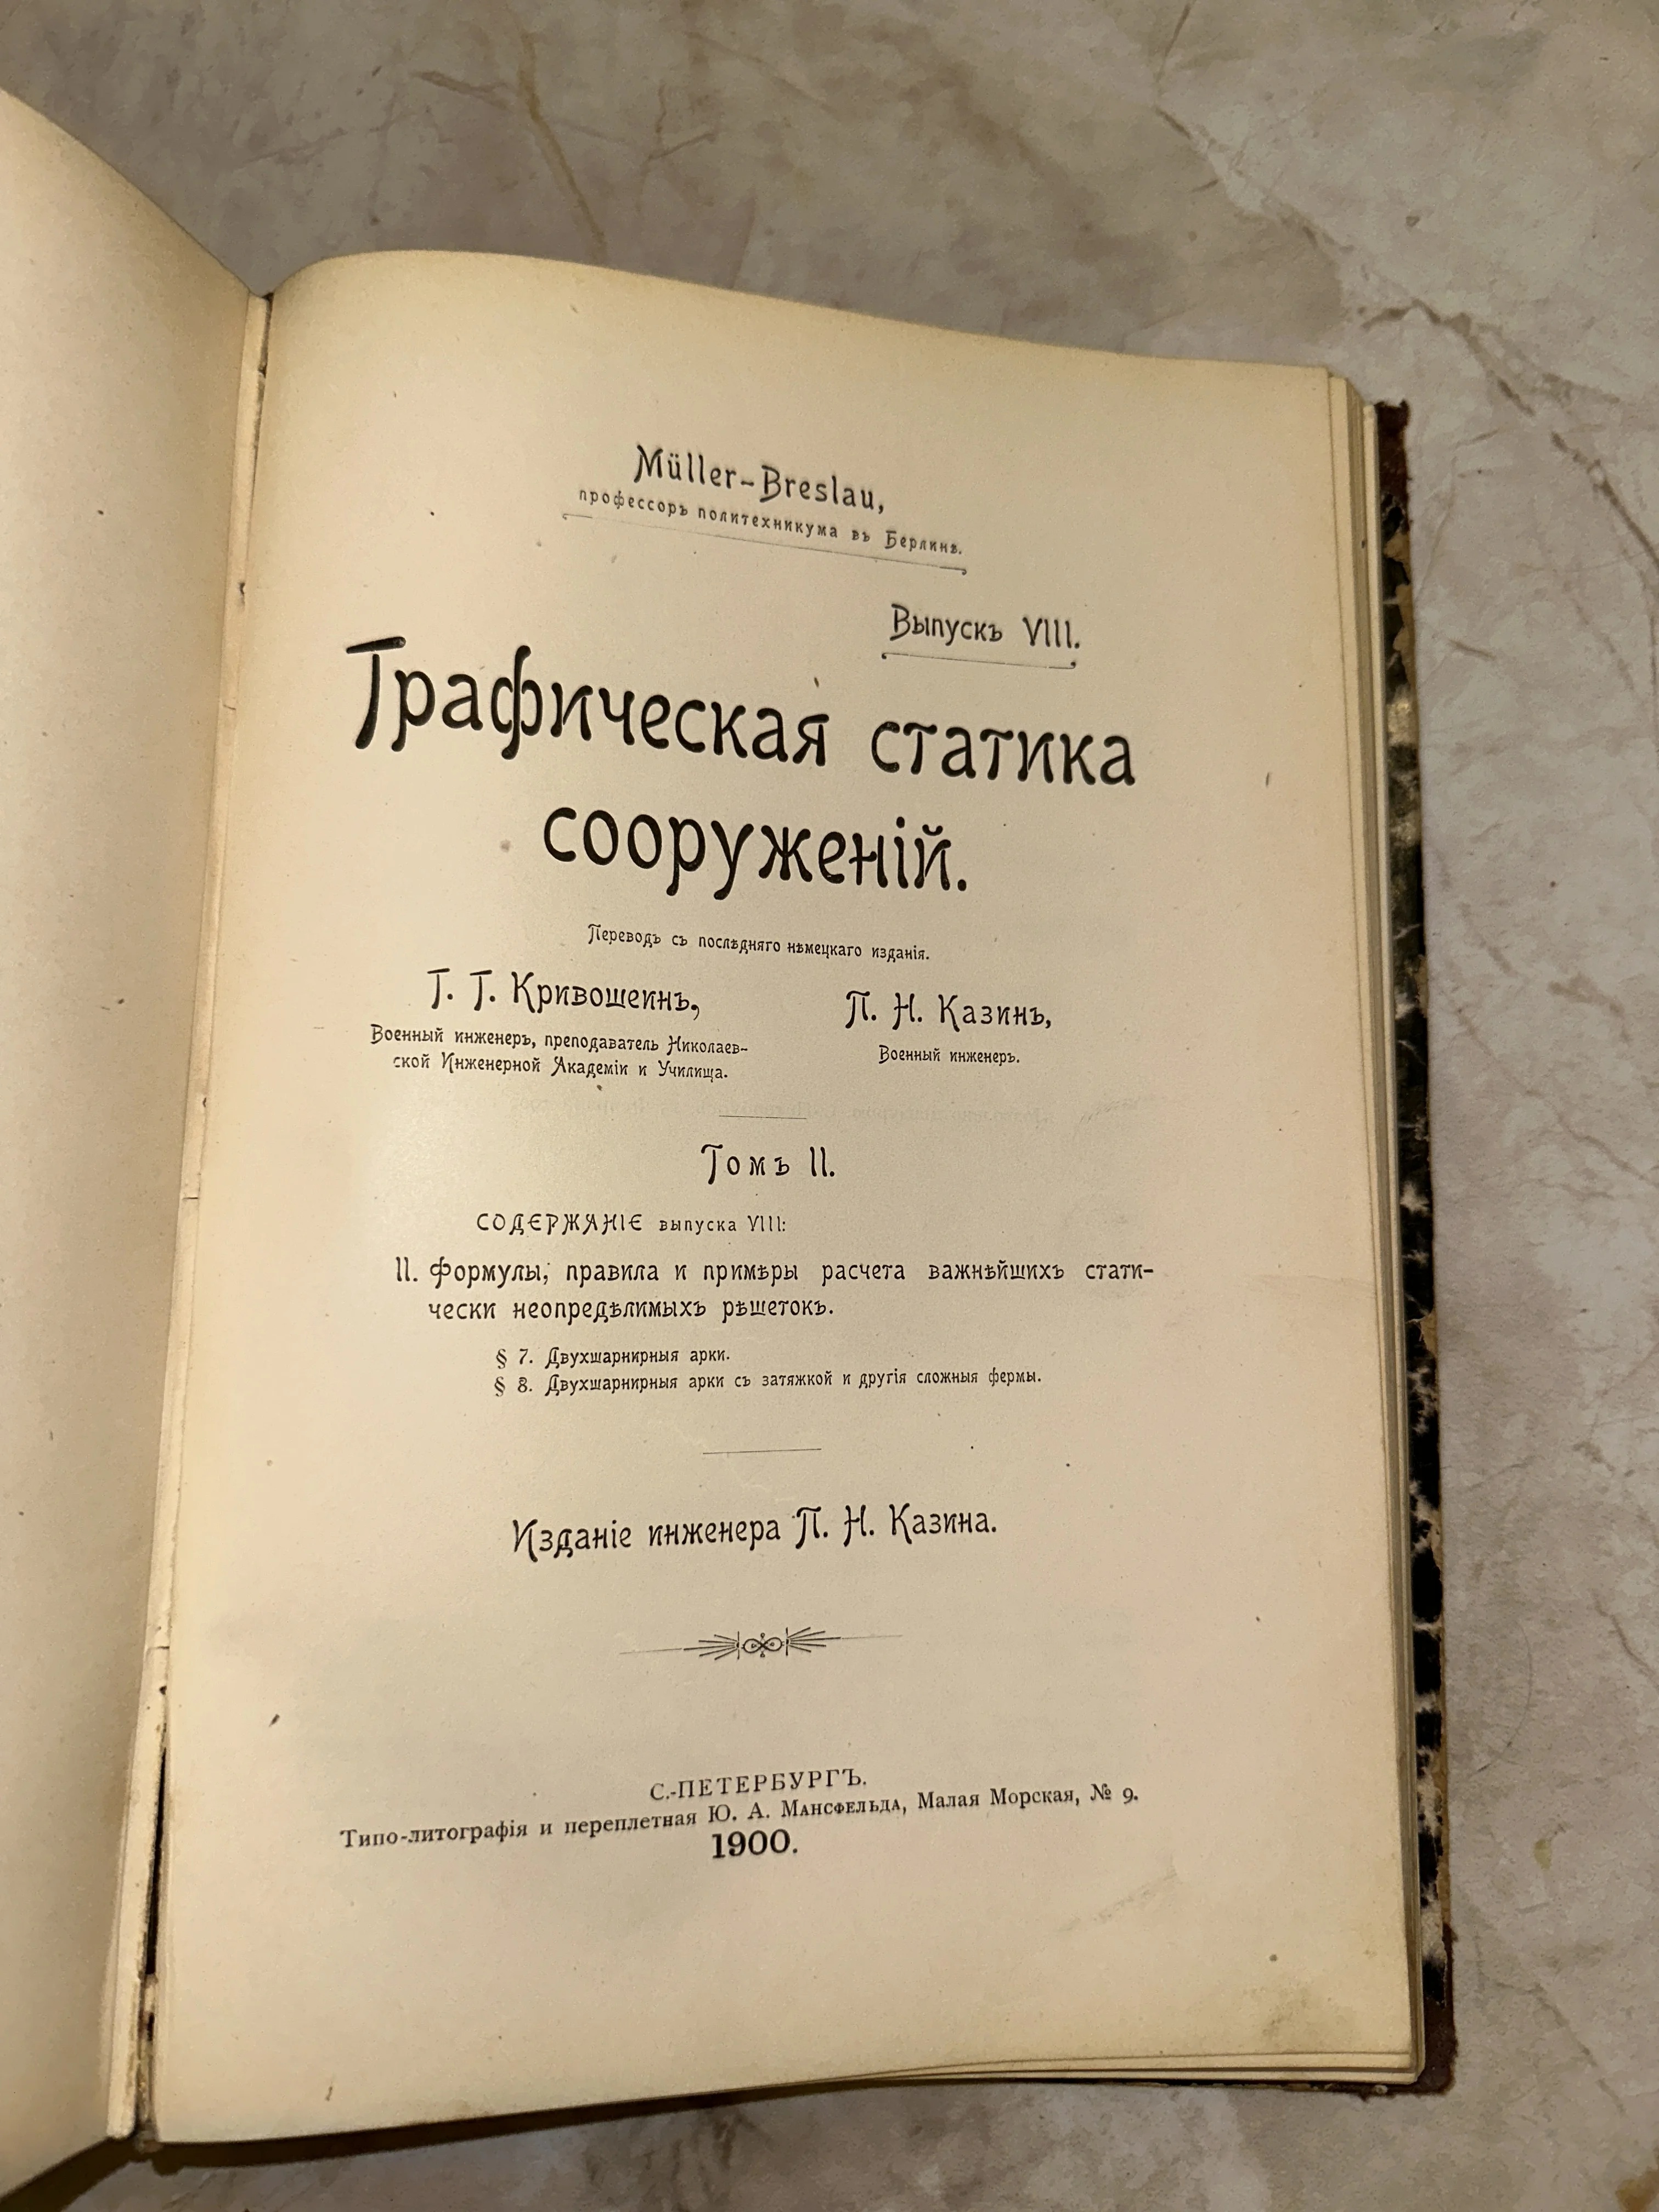 Müller-Breslau,
профессоръ политехникума въ Берлинѣ.
Выпускъ VIII.
Графическая статика
сооруженій.
Переводъ съ послѣдняго нѣмецкаго изданія.
Г. Г. Кривошеинъ,
Военный инженеръ, преподаватель Николаев-
ской Инженерной Академіи и Училища.
П. Н. Казинъ,
Военный инженеръ.
Томъ II.
СОДЕРЖАНІЕ выпуска VIII:
II. Формулы, правила и примѣры расчета важнѣйшихъ стати-
чески неопредѣлимыхъ рѣшетокъ.
§ 7. Двухшарнирныя арки.
§ 8. Двухшарнирныя арки съ затяжкой и другія сложныя фермы.
Изданіе инженера П. Н. Казина.
С.-ПЕТЕРБУРГЪ.
Типо-литографія и переплетная Ю. А. Мансфельда, Малая Морская, № 9.
1900.